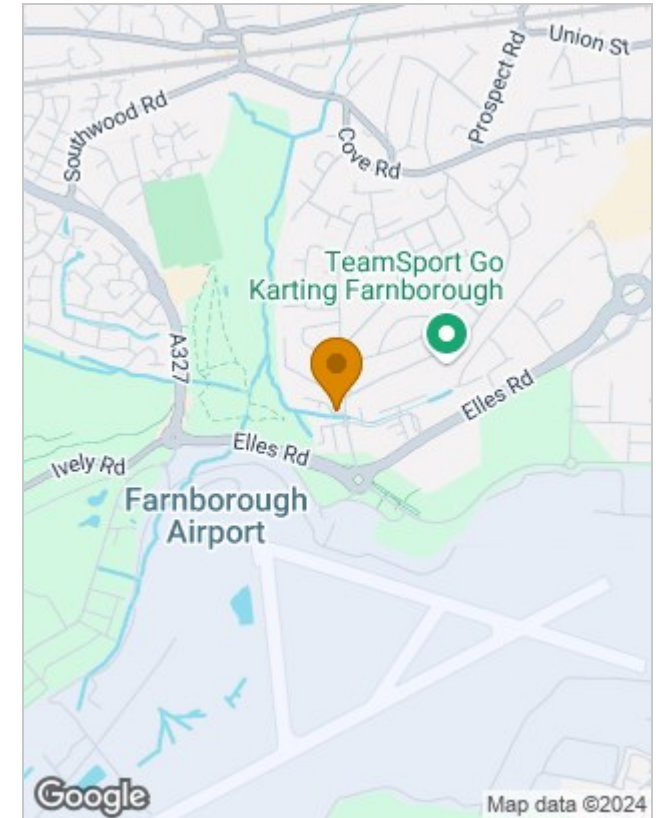 Union St
Prospect Rd
Southwood Rd
Cove Rd
TeamSport Go
Karting Farnborough
A327
Elles Rd
Elles Rd
Ively Rd
Farnborough
Airport
Google
Map data ©2024